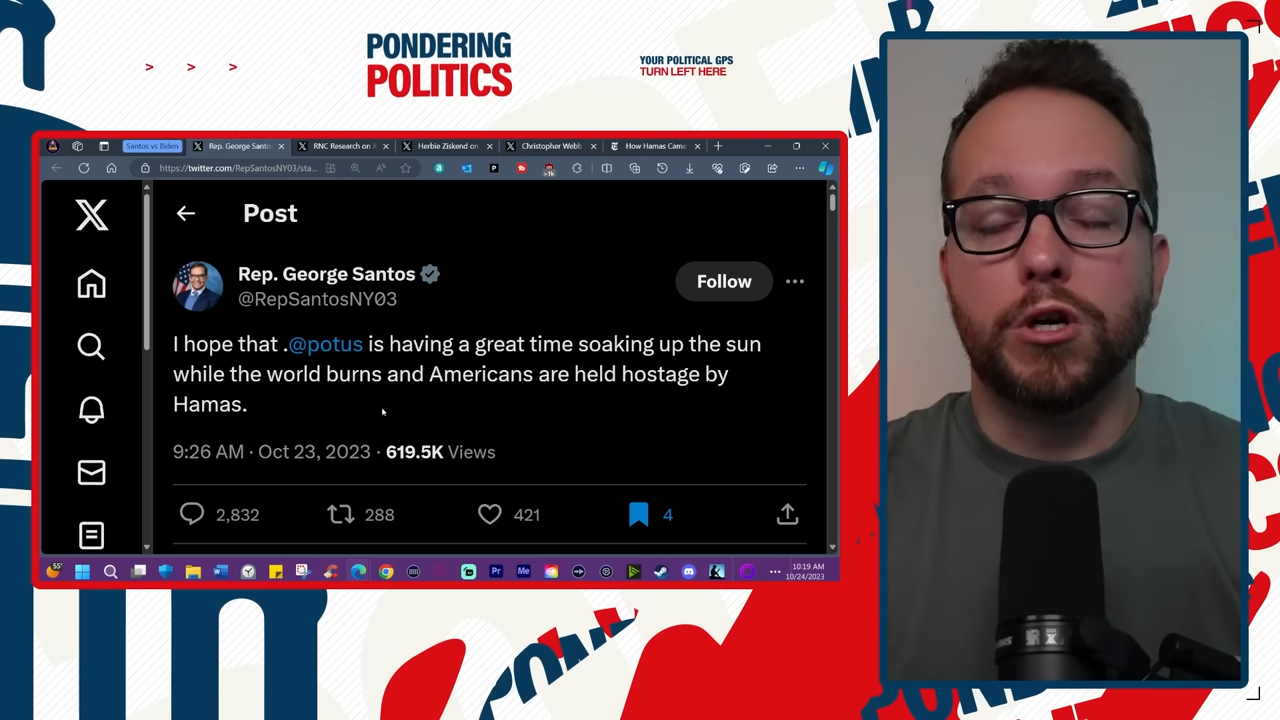 PONDERING
POLITICS
YOUR POLITICAL GPS
TURN LEFT HERE
> > >
Santos vs Biden
Rep. George Santo
RNC Research on X
Herbie Ziskend on
Christopher Webb
How Hamas Came
https://twitter.com/RepSantosNY03/sta...
Post
Rep. George Santos
@RepSantosNY03
Follow
I hope that .@potus is having a great time soaking up the sun
while the world burns and Americans are held hostage by
Hamas.
9:26 AM · Oct 23, 2023 · 619.5K Views
2,832
288
421
4
55°
10:19 AM
10/24/2023